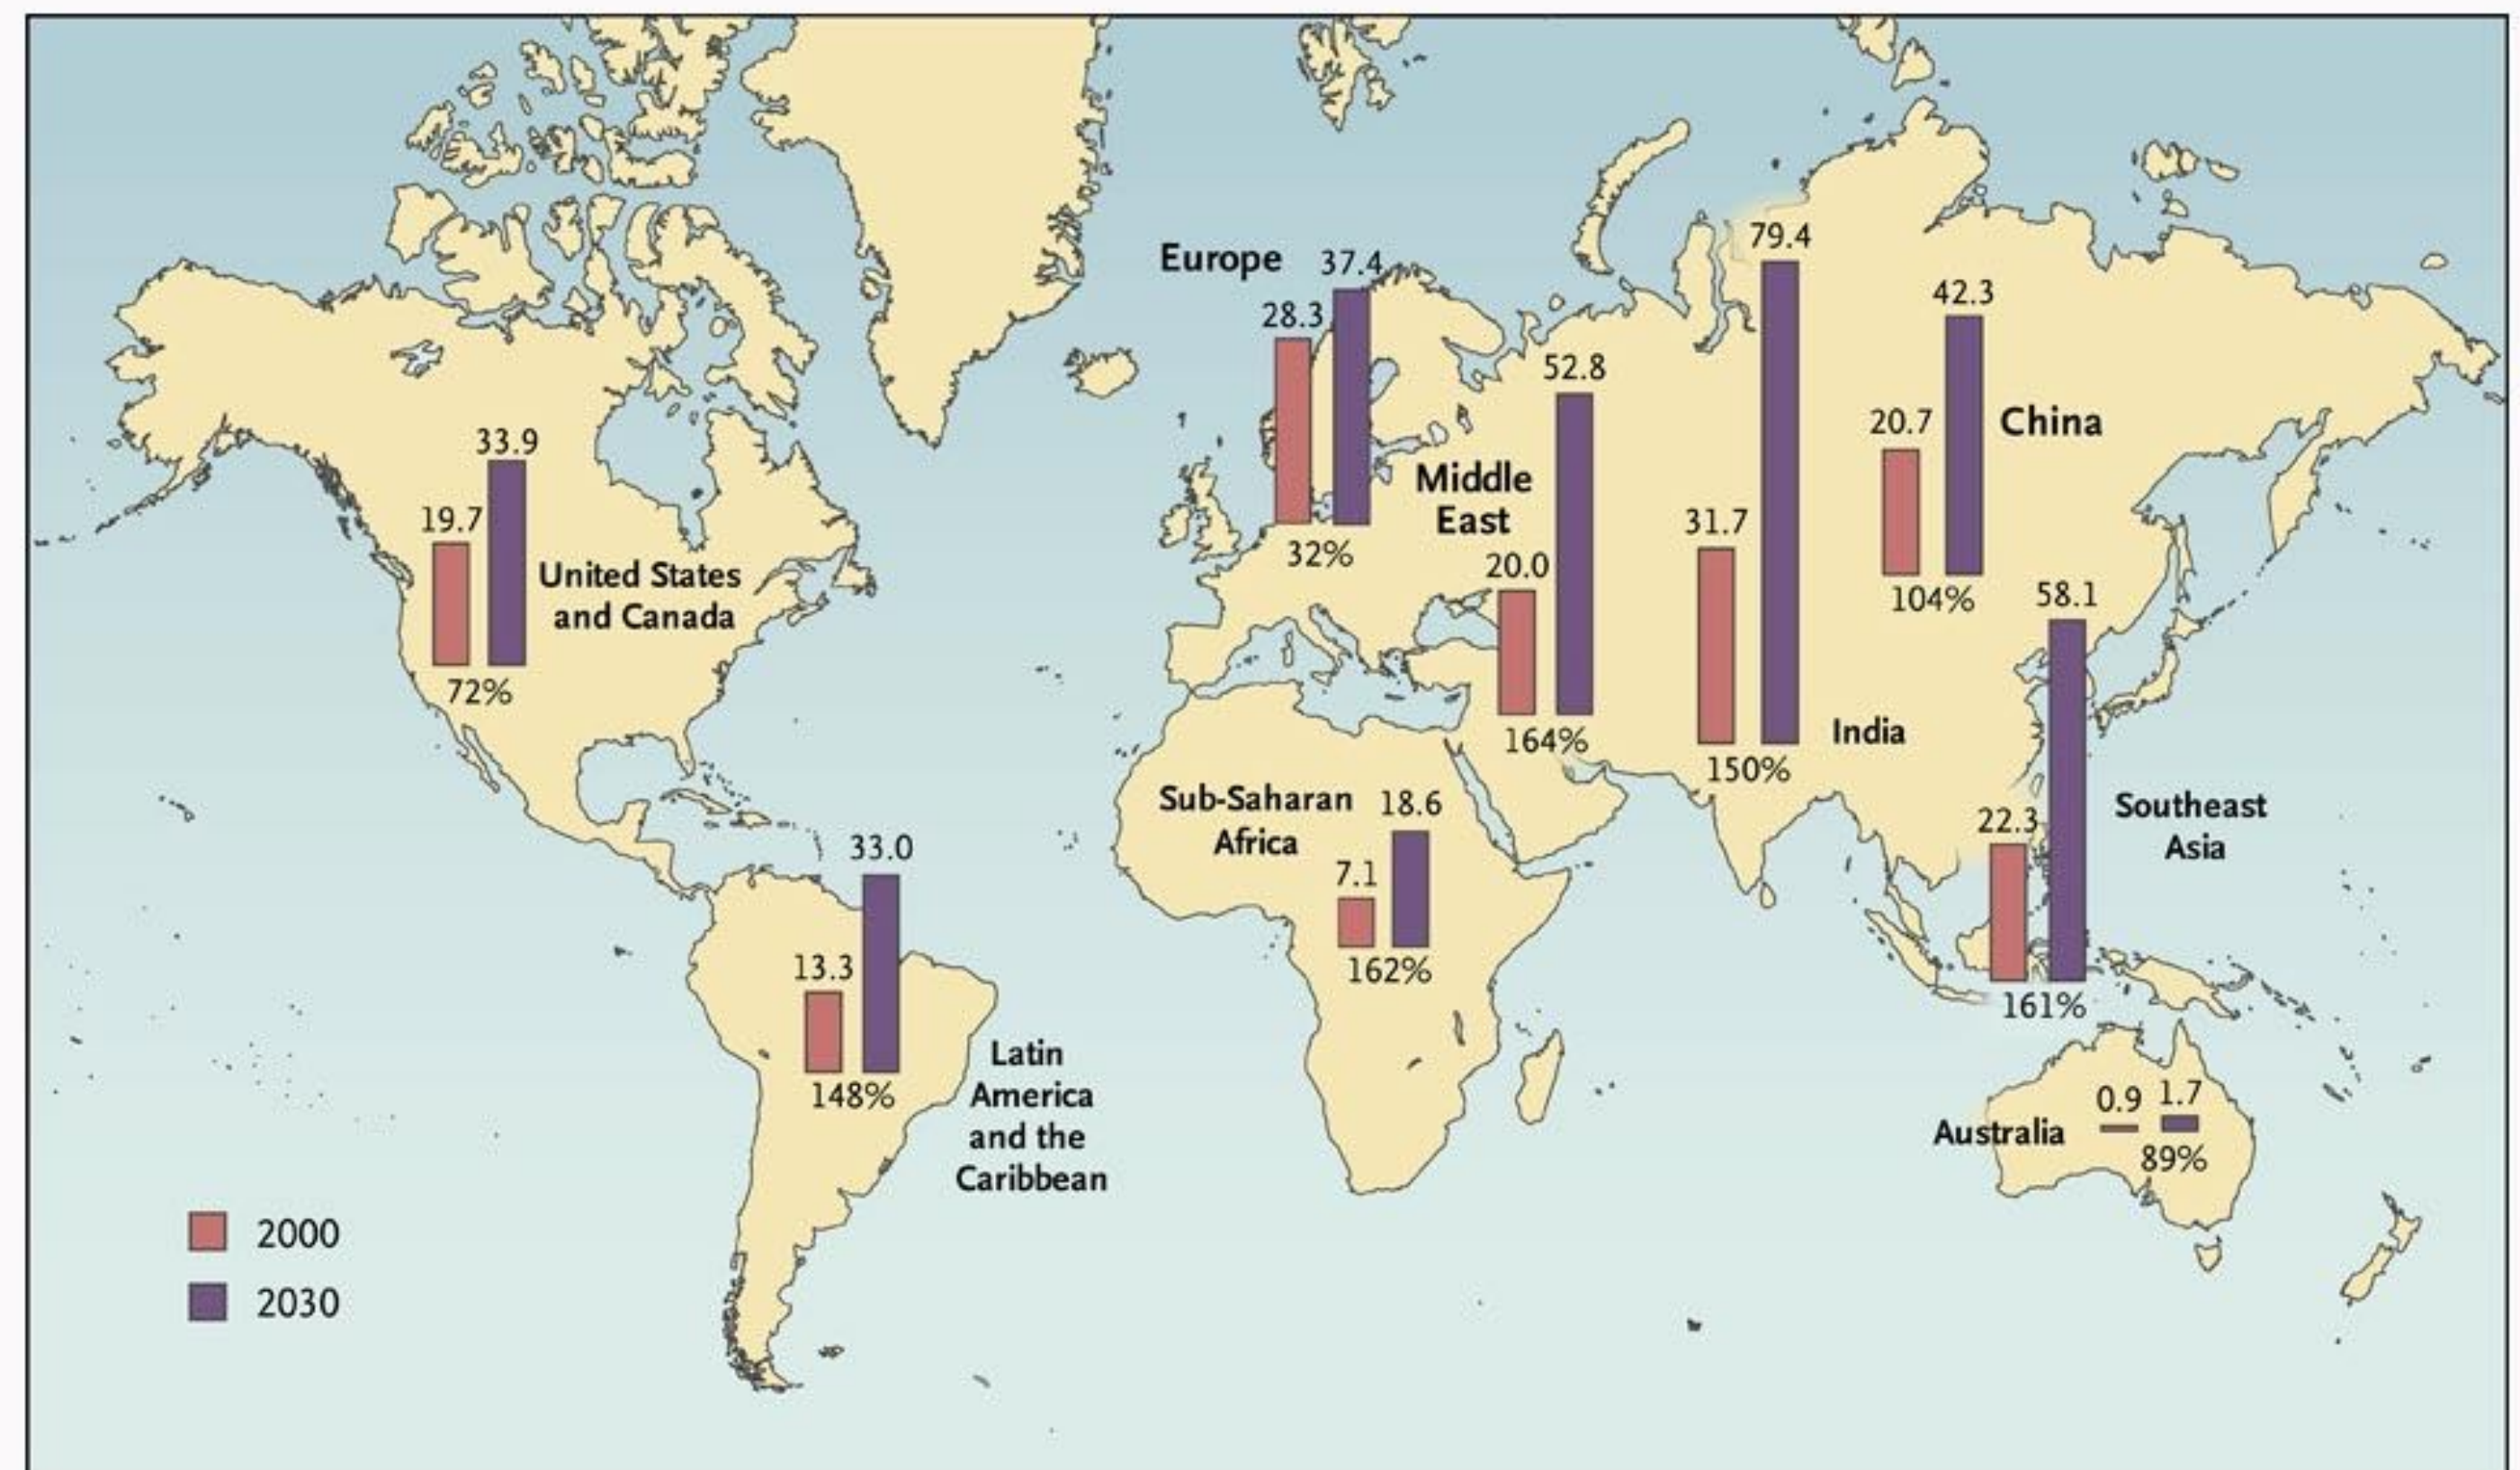 Europe
37.4
28.3
32%
79.4
42.3
52.8
20.7
China
Middle
East
20.0
164%
31.7
150%
India
104%
58.1
22.3
161%
Southeast
Asia
33.9
19.7
United States
and Canada
72%
Sub-Saharan
Africa
18.6
7.1
162%
33.0
13.3
148%
Latin
America
and the
Caribbean
Australia
0.9
1.7
89%
2000
2030